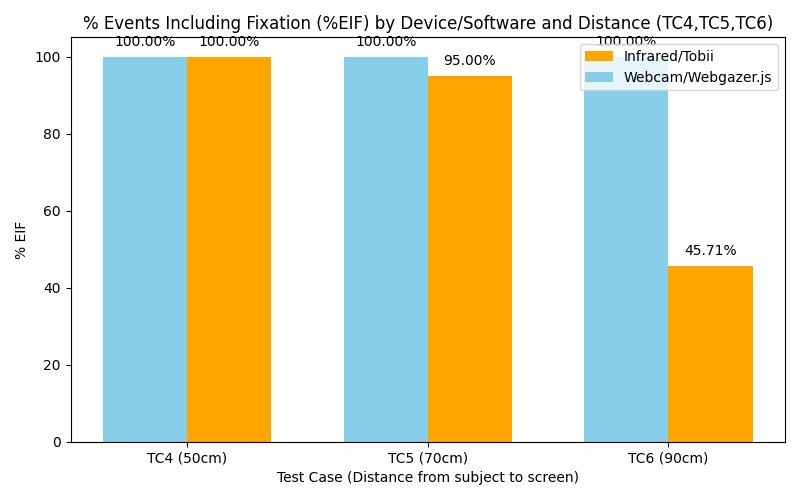 % Events Including Fixation (%EIF) by Device/Software and Distance (TC4,TC5,TC6)
100.00%
100.00%
100.00%
95.00%
100.00%
45.71%
Infrared/Tobii
Webcam/Webgazer.js
% EIF
100
80
60
40
20
0
TC4 (50cm)
TC5 (70cm)
TC6 (90cm)
Test Case (Distance from subject to screen)